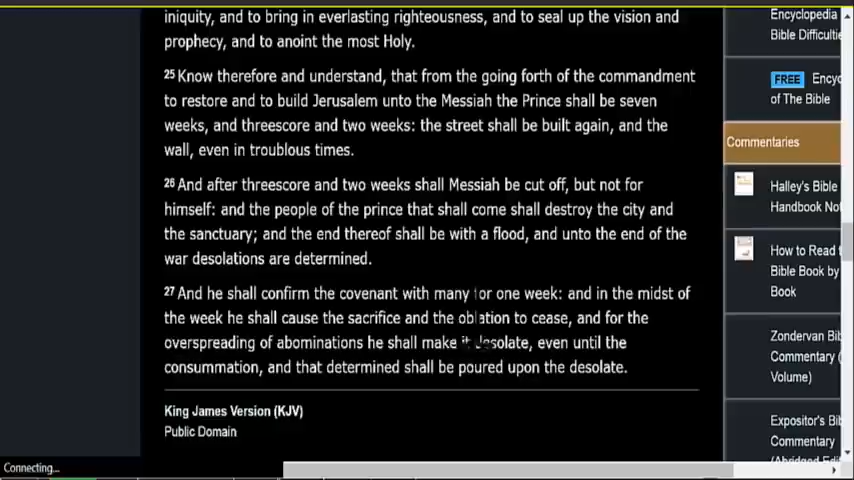 iniquity, and to bring in everlasting righteousness, and to seal up the vision and
prophecy, and to anoint the most Holy.
25 Know therefore and understand, that from the going forth of the commandment
to restore and to build Jerusalem unto the Messiah the Prince shall be seven
weeks, and threescore and two weeks: the street shall be built again, and the
wall, even in troublous times.
26 And after threescore and two weeks shall Messiah be cut off, but not for
himself: and the people of the prince that shall come shall destroy the city and
the sanctuary; and the end thereof shall be with a flood, and unto the end of the
war desolations are determined.
27 And he shall confirm the covenant with many for one week: and in the midst of
the week he shall cause the sacrifice and the oblation to cease, and for the
overspreading of abominations he shall make it desolate, even until the
consummation, and that determined shall be poured upon the desolate.
King James Version (KJV)
Public Domain
Encyclopedia
Bible Difficultie
FREE Ency
of The Bible
Commentaries
Halley's Bible
Handbook No
How to Read
Bible Book by
Book
Zondervan Bib
Commentary (
Volume)
Expositor's Bib
Commentary
(Abridged Edit
Connecting...